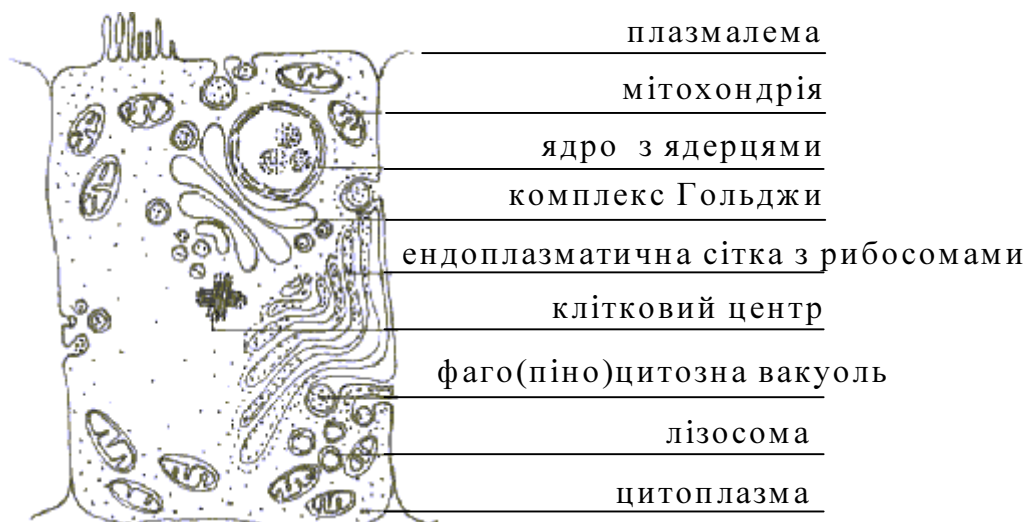 плазмалема
мітохондрія
ядро з ядерцями
комплекс Гольджи
ендоплазматична сітка з рибосомами
клітковий центр
фаго(піно)цитозна вакуоль
лізосома
цитоплазма